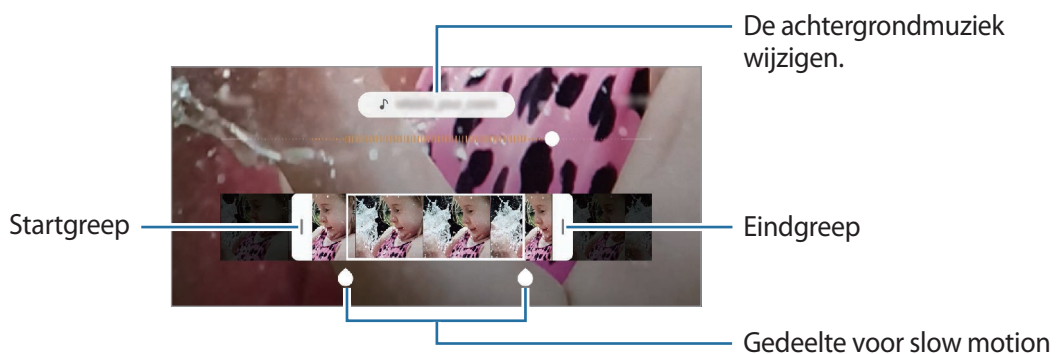 De achtergrondmuziek
wijzigen.
Startgreep
Eindgreep
Gedeelte voor slow motion